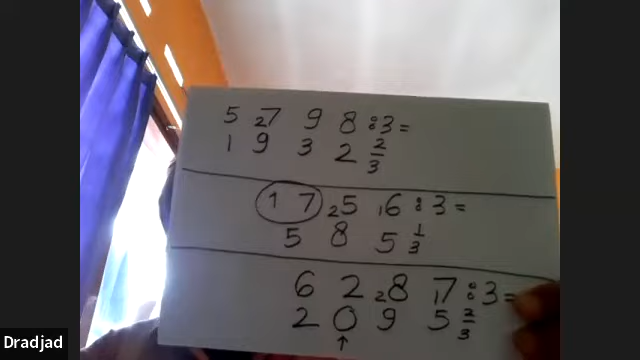 5 27 9 8 : 3 =
1 9 3 2 2/3
1 7 25 16 : 3 =
5 8 5 1/3
6 2 28 17 : 3 =
2 0 9 5 2/3
↑
Dradjad